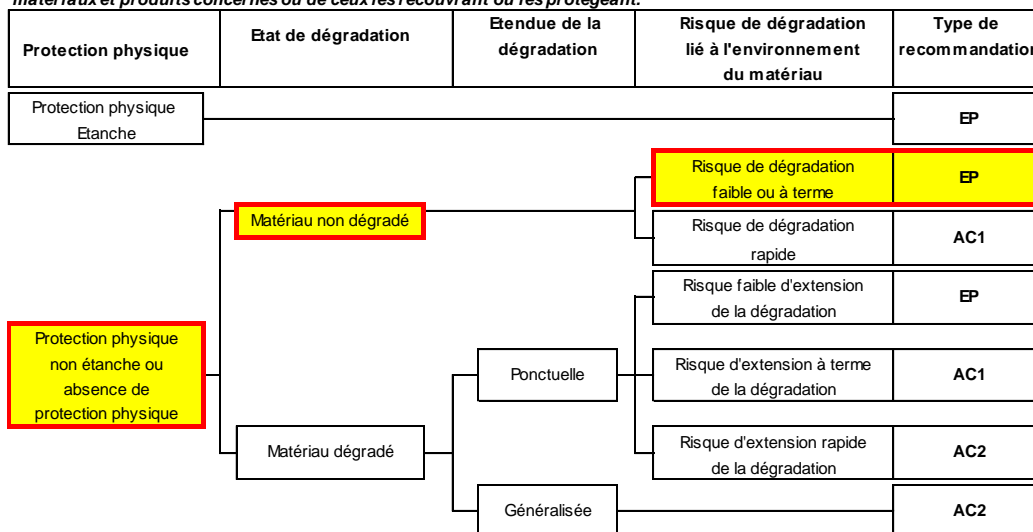 matériaux et produits concernés ou de ceux les recouvrant ou les protégeant.
Protection physique
Etat de dégradation
Etendue de la
dégradation
Risque de dégradation
lié à l'environnement
du matériau
Type de
recommandation
Protection physique
Etanche
EP
Risque de dégradation
faible ou à terme
EP
Matériau non dégradé
Risque de dégradation
rapide
AC1
Risque faible d'extension
de la dégradation
EP
Protection physique
non étanche ou
absence de
protection physique
Ponctuelle
Risque d'extension à terme
de la dégradation
AC1
Matériau dégradé
Risque d'extension rapide
de la dégradation
AC2
Généralisée
AC2